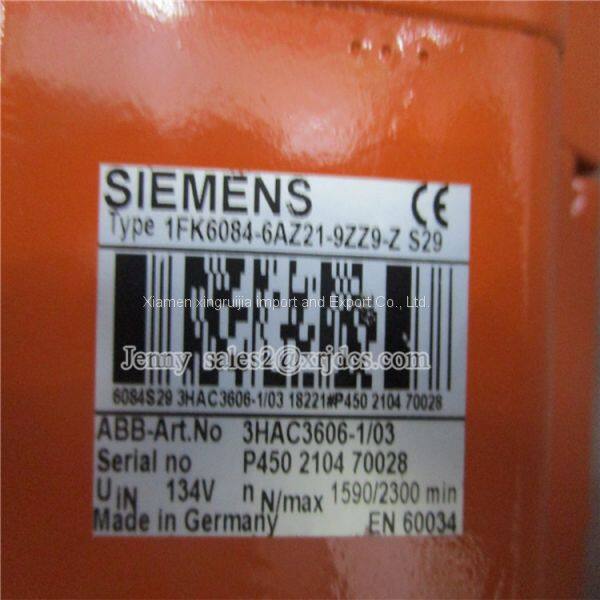 SIEMENS CE
Type 1FK6084-6AZ21-9ZZ9-Z S29
Xiamen xingruijia Import and Export Co., Ltd.
Jenny sales2@xrjdcs.com
6084S29 3HAC3606-1/03 18221#P450 2104 70028
ABB-Art.No 3HAC3606-1/03
Serial no P450 2104 70028
U IN 134V n N/max 1590/2300 min
Made in Germany EN 60034